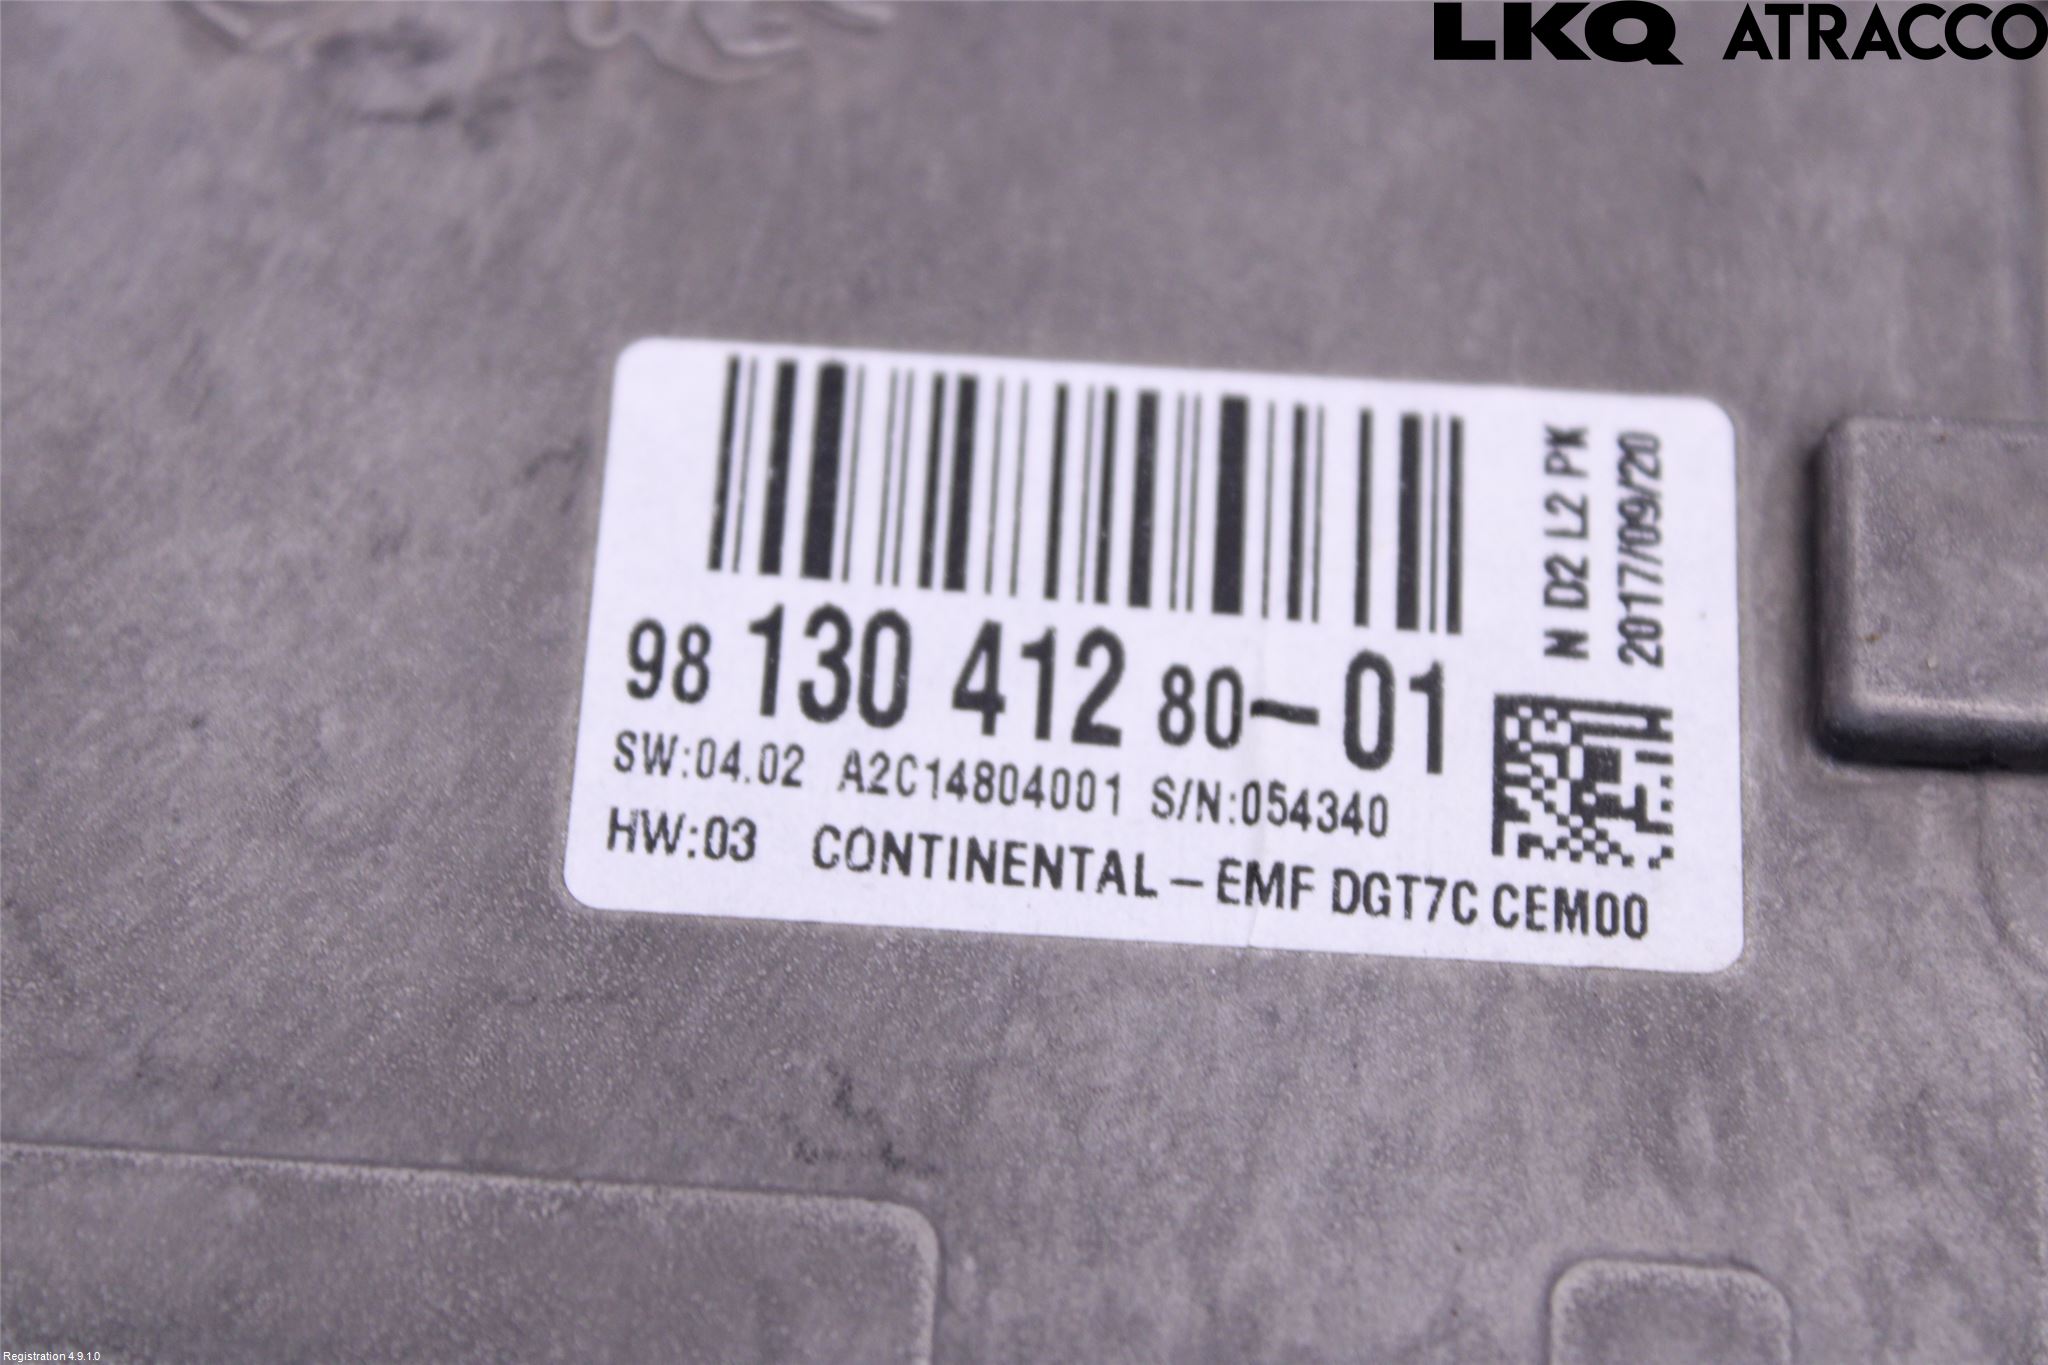 LKQ ATRACCO
98 130 412 80-01
SW:04.02 A2C14804001 S/N:054340
HW:03 CONTINENTAL - EMF DGT7C CEM00
N D2 L2 PK
2017/09/20
Registration 4.9.1.0